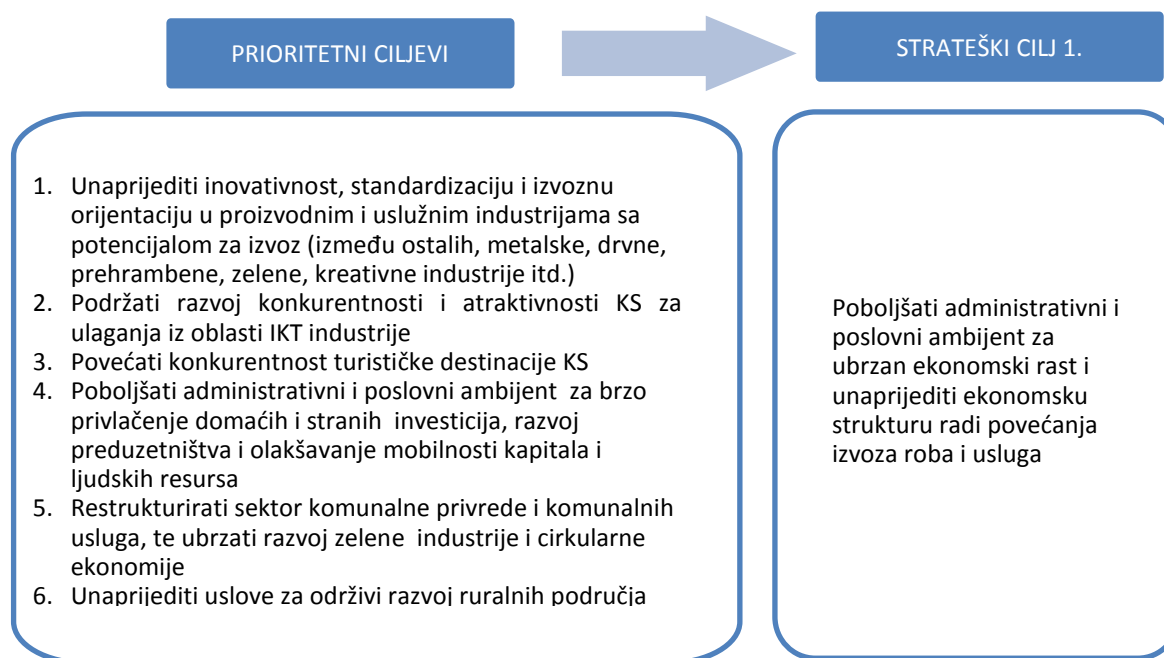 PRIORITETNI CILJEVI
STRATEŠKI CILJ 1.
1. Unaprijediti inovativnost, standardizaciju i izvoznu
orijentaciju u proizvodnim i uslužnim industrijama sa
potencijalom za izvoz (između ostalih, metalske, drvne,
prehrambene, zelene, kreativne industrije itd.)
2. Podržati razvoj konkurentnosti i atraktivnosti KS za
ulaganja iz oblasti IKT industrije
3. Povećati konkurentnost turističke destinacije KS
4. Poboljšati administrativni i poslovni ambijent za brzo
privlačenje domaćih i stranih investicija, razvoj
preduzetništva i olakšavanje mobilnosti kapitala i
ljudskih resursa
5. Restrukturirati sektor komunalne privrede i komunalnih
usluga, te ubrzati razvoj zelene industrije i cirkularne
ekonomije
6. Unaprijediti uslove za održivi razvoj ruralnih područja
Poboljšati administrativni i
poslovni ambijent za
ubrzan ekonomski rast i
unaprijediti ekonomsku
strukturu radi povećanja
izvoza roba i usluga